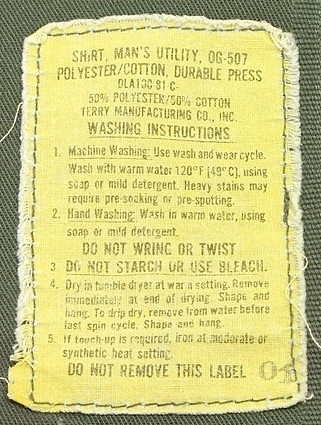 SHIRT, MAN'S UTILITY, OG-507
POLYESTER/COTTON, DURABLE PRESS
DLA100 81-C-
50% POLYESTER/50% COTTON
TERRY MANUFACTURING CO., INC.
WASHING INSTRUCTIONS
1. Machine Washing: Use wash and wear cycle.
Wash with warm water 120°F (49°C), using
soap or mild detergent. Heavy stains may
require pre-soaking or pre-spotting.
2. Hand Washing: Wash in warm water, using
soap or mild detergent.
DO NOT WRING OR TWIST
3. DO NOT STARCH OR USE BLEACH.
4. Dry in tumble dryer at warm setting. Remove
immediately at end of drying. Shape and
hang. To drip dry, remove from water before
last spin cycle. Shape and hang.
5. If touch-up is required, iron at moderate or
synthetic heat setting.
DO NOT REMOVE THIS LABEL